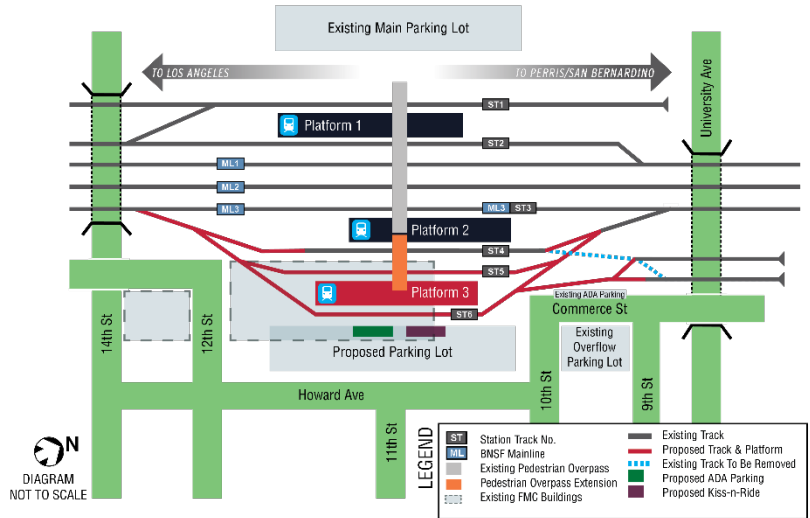 Existing Main Parking Lot
TO LOS ANGELES
TO PERRIS/SAN BERNARDINO
University Ave
ST1
Platform 1
ST2
ML1
ML2
ML3
ML3 ST3
Platform 2
ST4
ST5
Platform 3
ST6
Existing ADA Parking
Commerce St
Proposed Parking Lot
Existing
Overflow
Parking Lot
14th St
12th St
Howard Ave
11th St
10th St
9th St
N
DIAGRAM
NOT TO SCALE
LEGEND
ST Station Track No.
ML BNSF Mainline
Existing Pedestrian Overpass
Pedestrian Overpass Extension
Existing FMC Buildings
Existing Track
Proposed Track & Platform
Existing Track To Be Removed
Proposed ADA Parking
Proposed Kiss-n-Ride